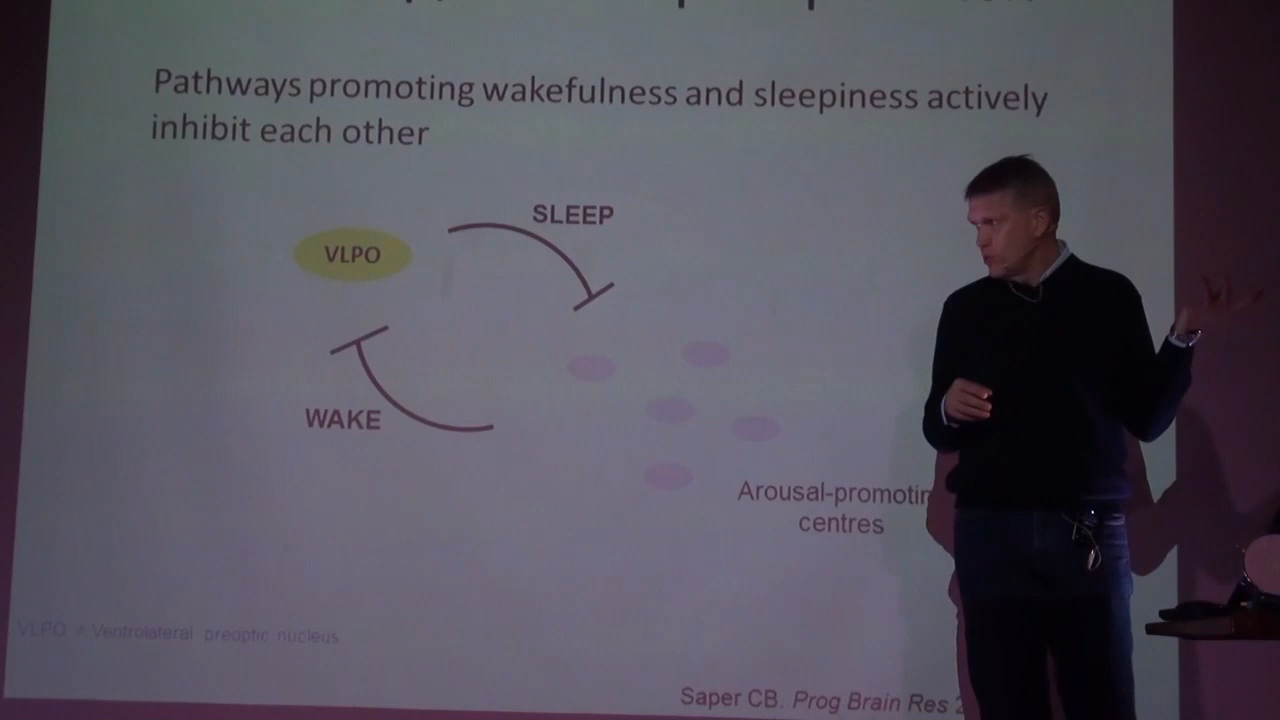 Pathways promoting wakefulness and sleepiness actively
inhibit each other
SLEEP
VLPO
WAKE
Arousal-promotin
centres
VLPO = Ventrolateral preoptic nucleus
Saper CB. Prog Brain Res 2